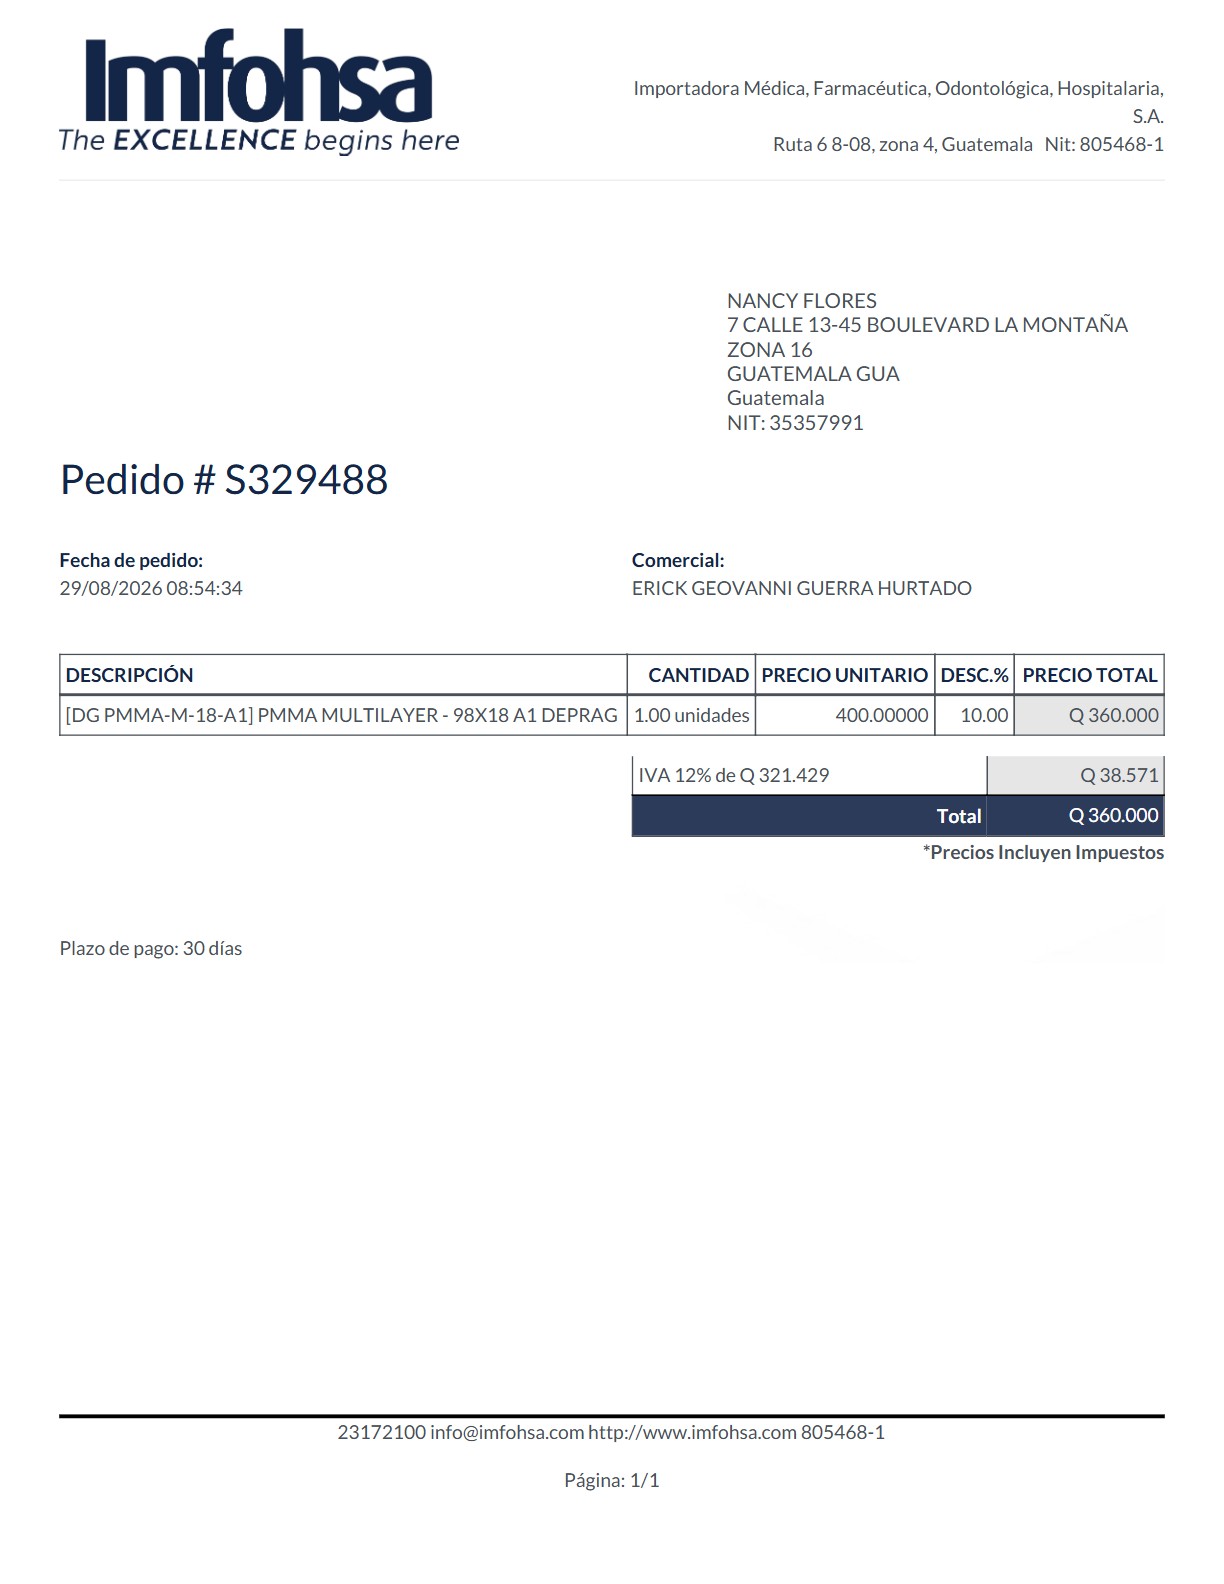 Imfohsa
The EXCELLENCE begins here
Importadora Médica, Farmacéutica, Odontológica, Hospitalaria,
S.A.
Ruta 6 8-08, zona 4, Guatemala Nit: 805468-1
NANCY FLORES
7 CALLE 13-45 BOULEVARD LA MONTAÑA
ZONA 16
GUATEMALA GUA
Guatemala
NIT: 35357991
Pedido # S329488
Fecha de pedido: Comercial:
29/08/2026 08:54:34 ERICK GEOVANNI GUERRA HURTADO
DESCRIPCIÓN CANTIDAD PRECIO UNITARIO DESC.% PRECIO TOTAL
[DG PMMA-M-18-A1] PMMA MULTILAYER - 98X18 A1 DEPRAG 1.00 unidades 400.00000 10.00 Q 360.000
IVA 12% de Q 321.429 Q 38.571
Total Q 360.000
*Precios Incluyen Impuestos
Plazo de pago: 30 días
23172100 info@imfohsa.com http://www.imfohsa.com 805468-1
Página: 1/1